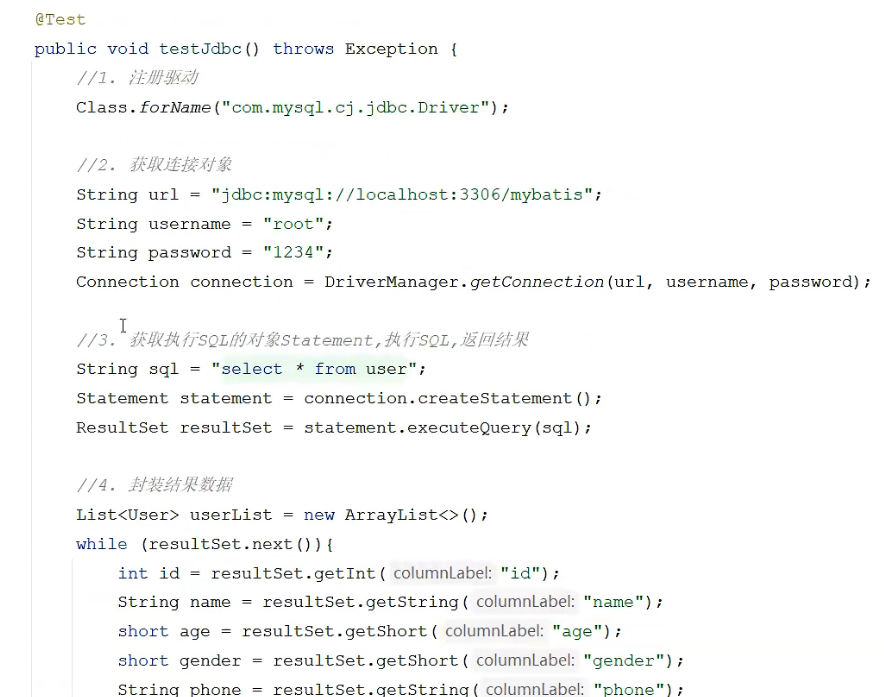 @Test
public void testJdbc() throws Exception {
//1. 注册驱动
Class.forName("com.mysql.cj.jdbc.Driver");
//2. 获取连接对象
String url = "jdbc:mysql://localhost:3306/mybatis";
String username = "root";
String password = "1234";
Connection connection = DriverManager.getConnection(url, username, password);
//3. 获取执行SQL的对象Statement,执行SQL,返回结果
String sql = "select * from user";
Statement statement = connection.createStatement();
ResultSet resultSet = statement.executeQuery(sql);
//4. 封装结果数据
List<User> userList = new ArrayList<>();
while (resultSet.next()){
int id = resultSet.getInt( columnLabel: "id");
String name = resultSet.getString( columnLabel: "name");
short age = resultSet.getShort( columnLabel: "age");
short gender = resultSet.getShort( columnLabel: "gender");
String phone = resultSet.getString( columnLabel: "phone");